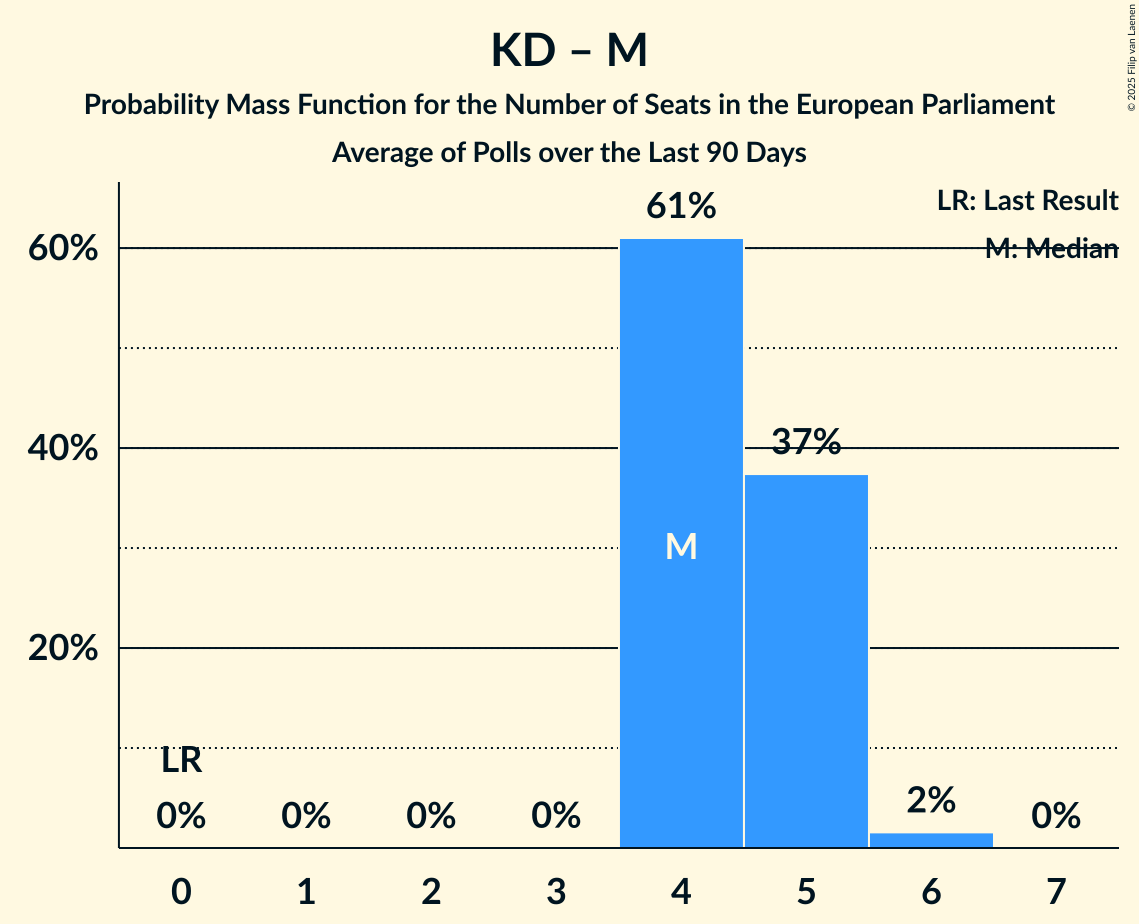 KD – M
Probability Mass Function for the Number of Seats in the European Parliament
Average of Polls over the Last 90 Days
© 2025 Filip van Laenen
LR: Last Result
M: Median
61%
60%
37%
40%
M
20%
LR
0%
0%
0%
0%
2%
0%
0 1 2 3 4 5 6 7